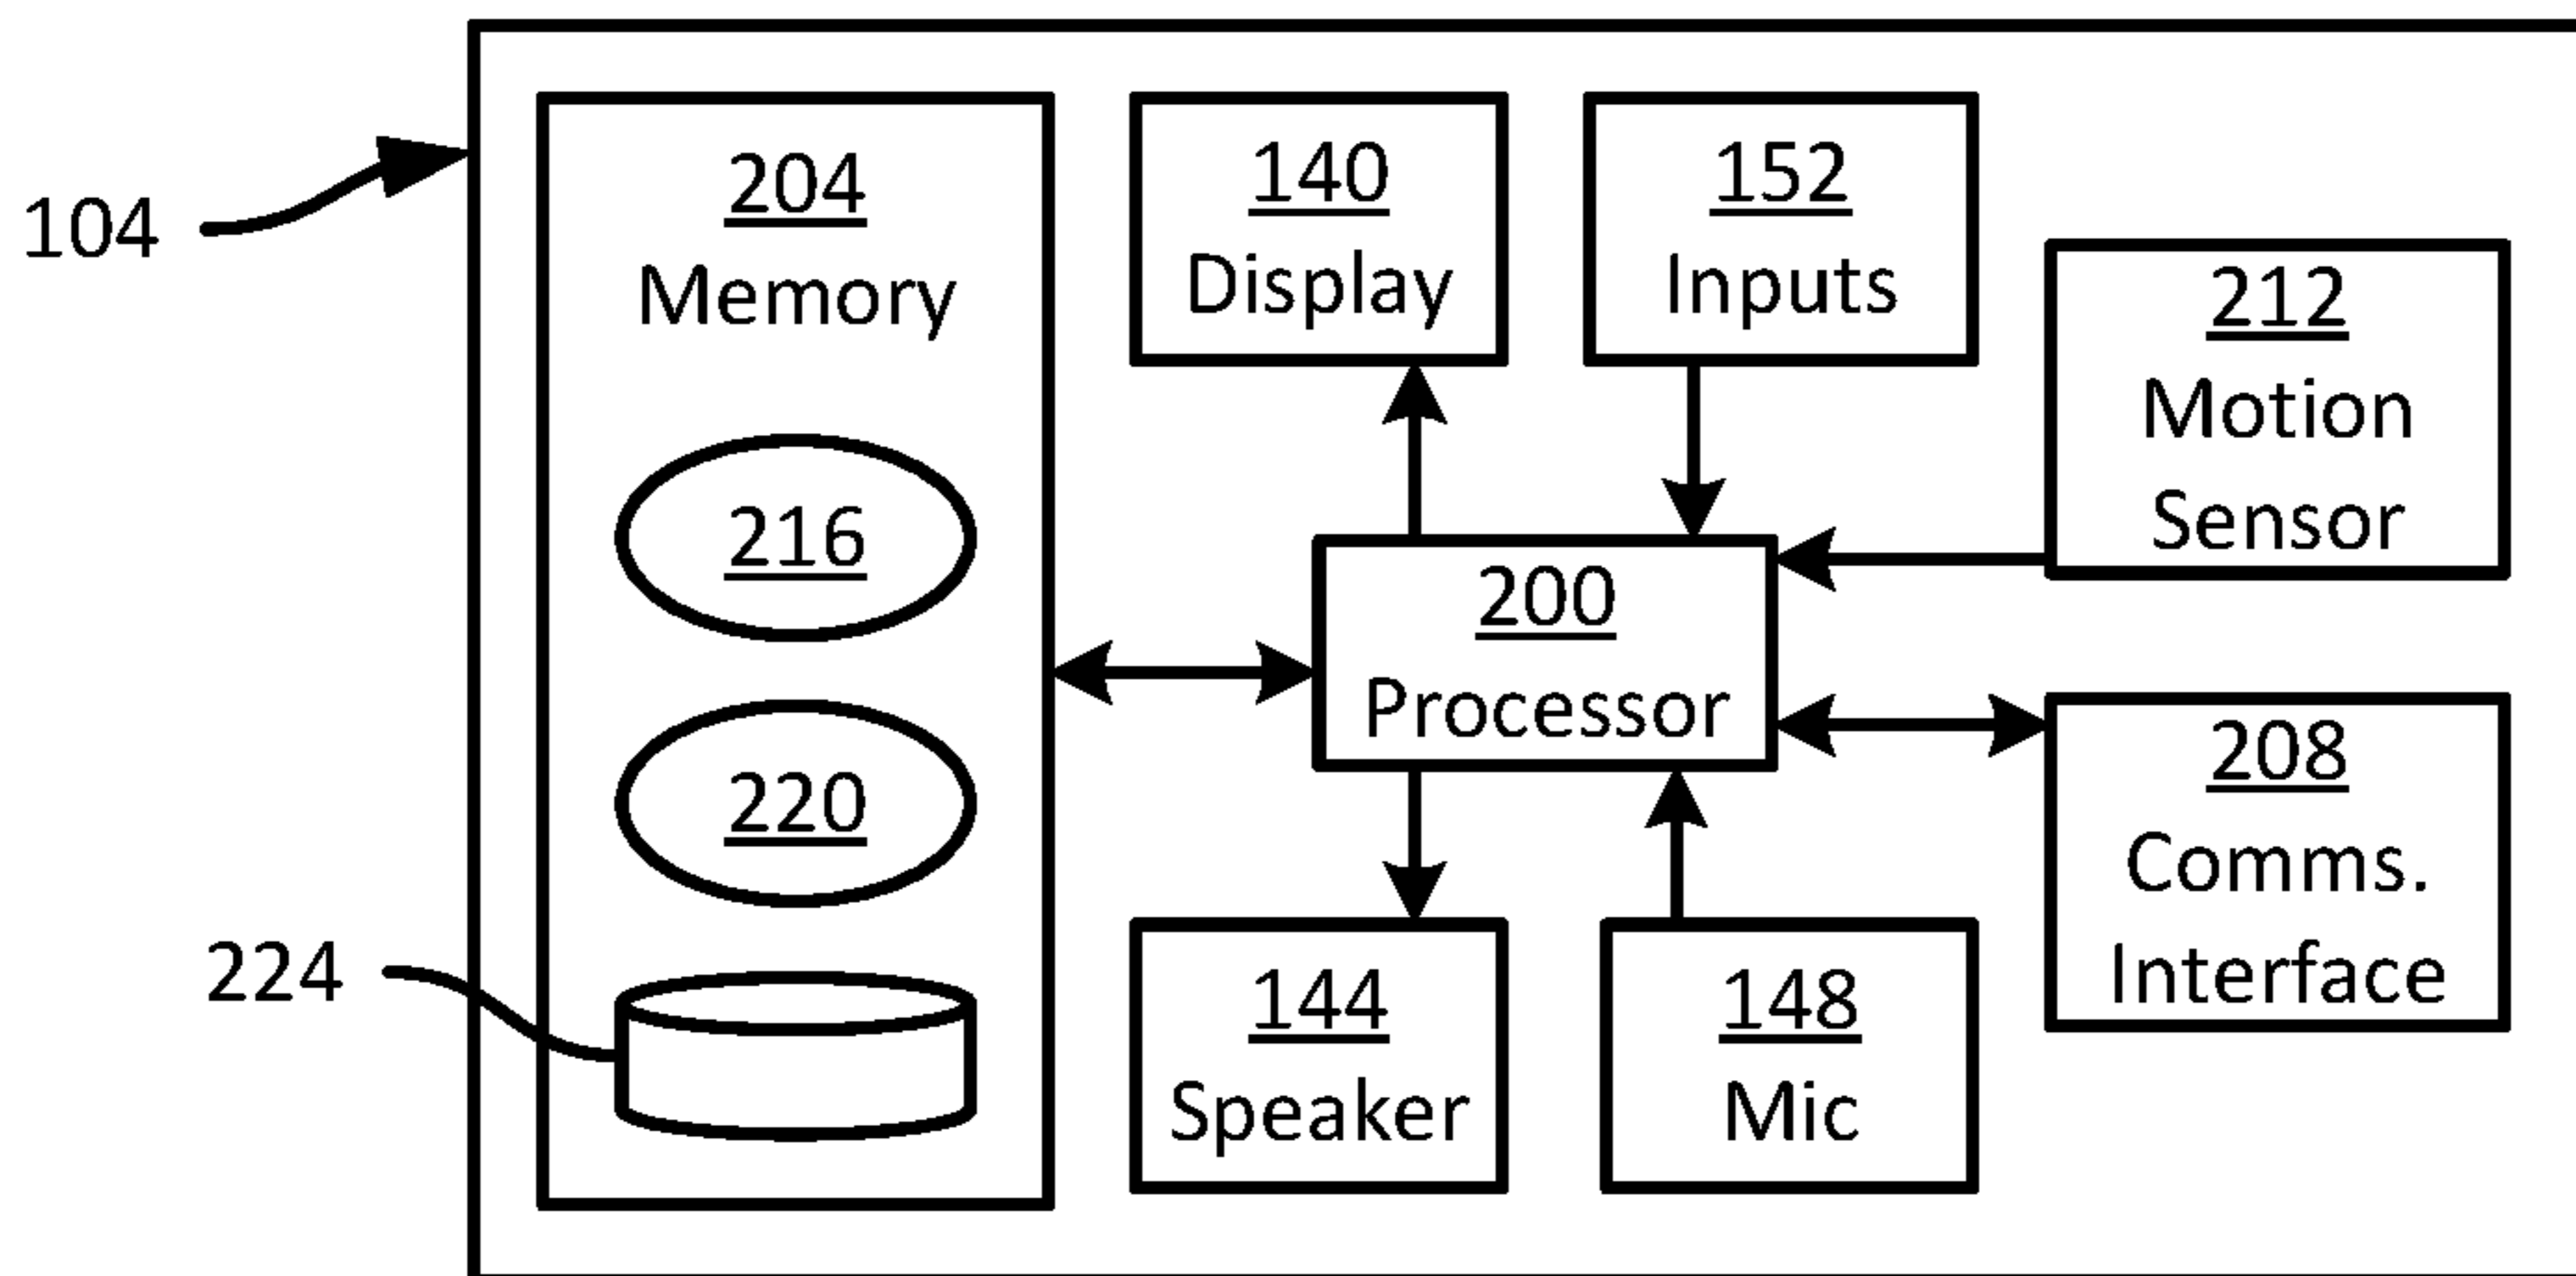 104
204
Memory
216
220
224
140
Display
152
Inputs
212
Motion
Sensor
200
Processor
208
Comms.
Interface
144
Speaker
148
Mic